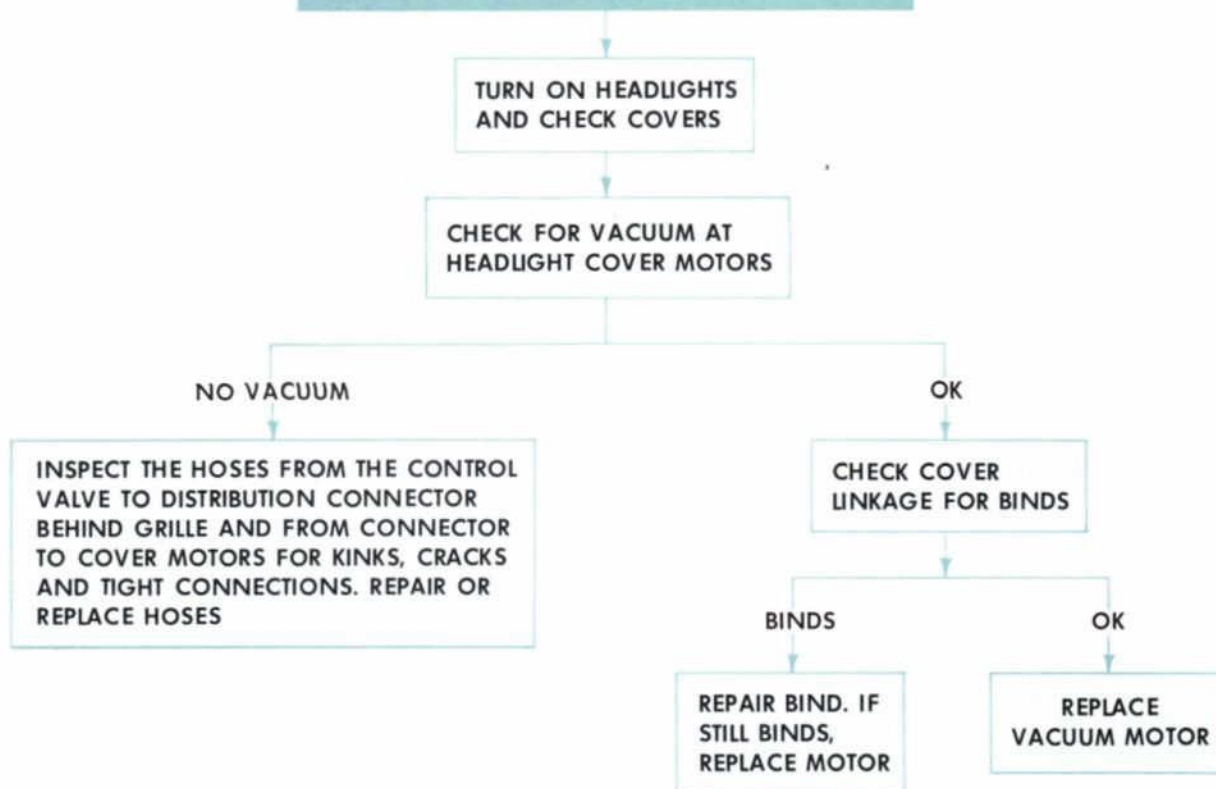 TURN ON HEADLIGHTS
AND CHECK COVERS
CHECK FOR VACUUM AT
HEADLIGHT COVER MOTORS
NO VACUUM
OK
INSPECT THE HOSES FROM THE CONTROL
VALVE TO DISTRIBUTION CONNECTOR
BEHIND GRILLE AND FROM CONNECTOR
TO COVER MOTORS FOR KINKS, CRACKS
AND TIGHT CONNECTIONS. REPAIR OR
REPLACE HOSES
CHECK COVER
LINKAGE FOR BINDS
BINDS
OK
REPAIR BIND. IF
STILL BINDS,
REPLACE MOTOR
REPLACE
VACUUM MOTOR